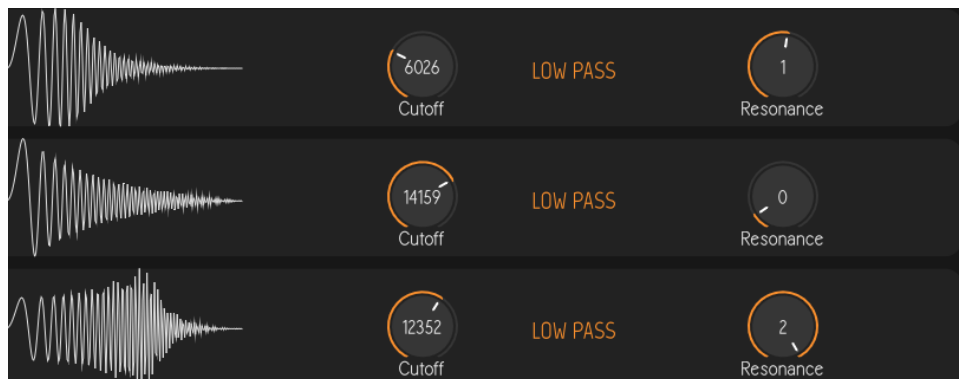 6026 LOW PASS 1
Cutoff Resonance
14159 LOW PASS 0
Cutoff Resonance
12352 LOW PASS 2
Cutoff Resonance